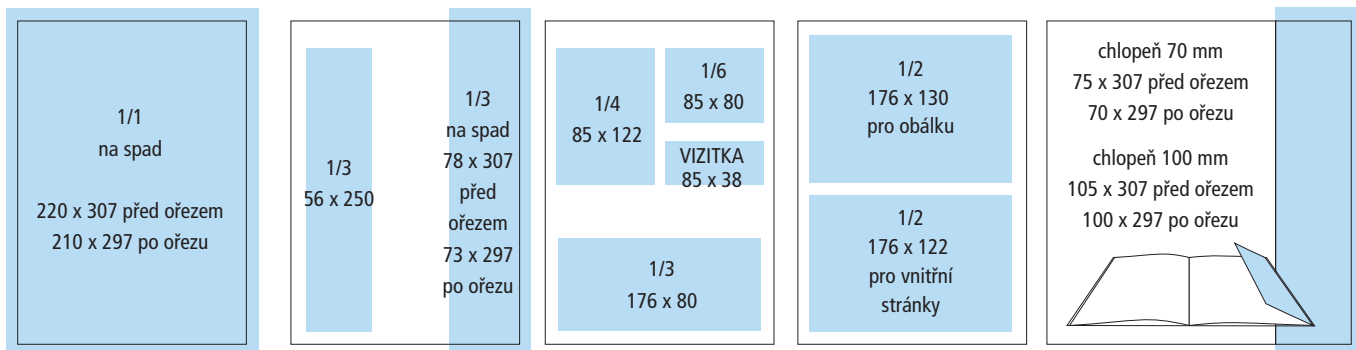 1/1
na spad
220 x 307 před ořezem
210 x 297 po ořezu
1/3
56 x 250
1/3
na spad
78 x 307
před
ořezem
73 x 297
po ořezu
1/4
85 x 122
1/6
85 x 80
VIZITKA
85 x 38
1/3
176 x 80
1/2
176 x 130
pro obálku
1/2
176 x 122
pro vnitřní
stránky
chlopeň 70 mm
75 x 307 před ořezem
70 x 297 po ořezu
chlopeň 100 mm
105 x 307 před ořezem
100 x 297 po ořezu